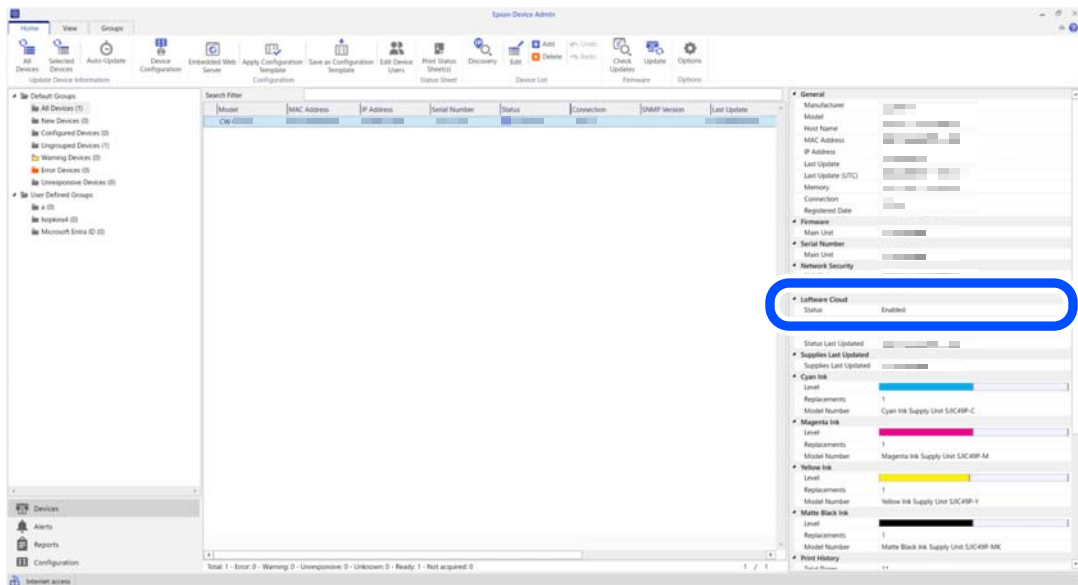 Epson Device Admin
Home View Groups
All Devices
Selected Devices
Auto-Update
Update Device Information
Device Configuration
Embedded Web Server
Apply Configuration Template
Save as Configuration Template
Edit Device Users
Configuration
Print Status Sheet(s)
Status Sheet
Discovery
Edit
Add
Delete
Undo
Redo
Device List
Check Updates
Update
Firmware
Options
Options
Default Groups
All Devices (1)
New Devices (0)
Configured Devices (0)
Ungrouped Devices (1)
Warning Devices (0)
Error Devices (0)
Unresponsive Devices (0)
User Defined Groups
a (0)
hopkins4 (0)
Microsoft Entra ID (0)
Devices
Alerts
Reports
Configuration
Internet access
Search Filter
Model MAC Address IP Address Serial Number Status Connection SNMP Version Last Update
CW-
Total: 1 - Error: 0 - Warning: 0 - Unresponsive: 0 - Unknown: 0 - Ready: 1 - Not acquired: 0
1 / 1
General
Manufacturer
Model
Host Name
MAC Address
IP Address
Last Update
Last Update (UTC)
Memory
Connection
Registered Date
Firmware
Main Unit
Serial Number
Main Unit
Network Security
Loftware Cloud
Status Enabled
Status Last Updated
Supplies Last Updated
Supplies Last Updated
Cyan Ink
Level
Replacements 1
Model Number Cyan Ink Supply Unit SJIC49P-C
Magenta Ink
Level
Replacements 1
Model Number Magenta Ink Supply Unit SJIC49P-M
Yellow Ink
Level
Replacements 1
Model Number Yellow Ink Supply Unit SJIC49P-Y
Matte Black Ink
Level
Replacements 1
Model Number Matte Black Ink Supply Unit SJIC49P-MK
Print History